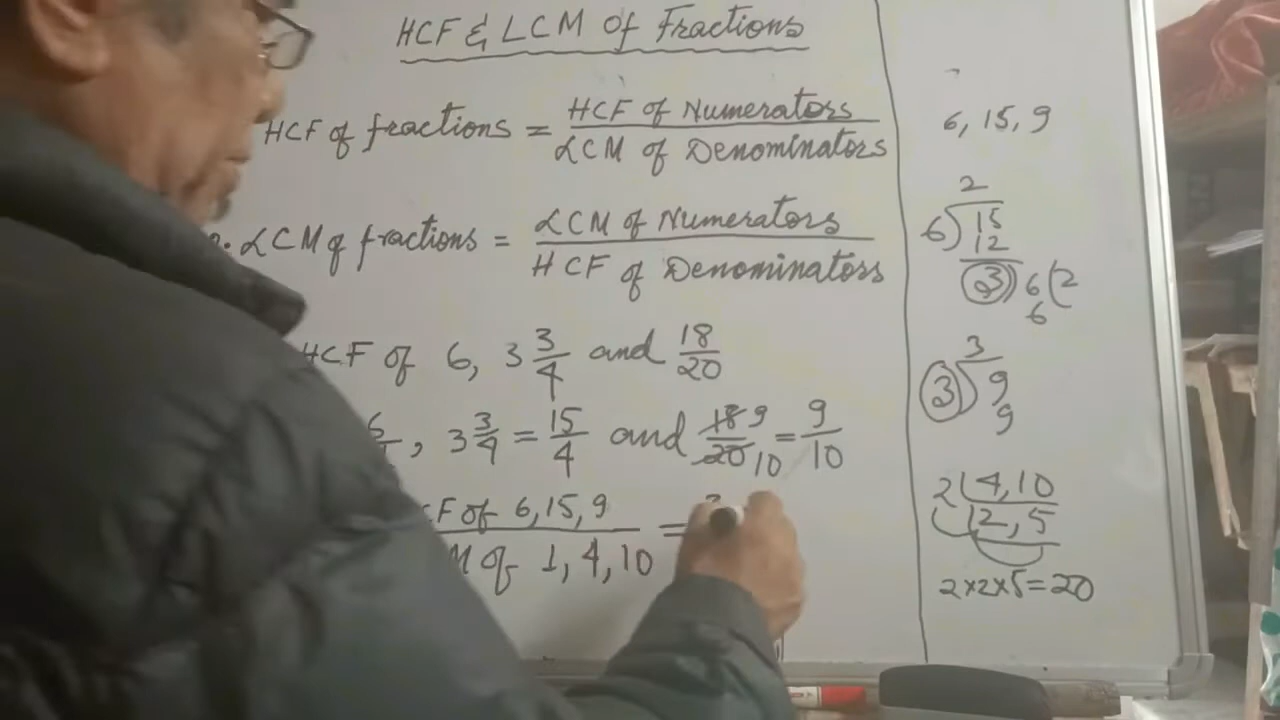 HCF & LCM Of Fractions
HCF of fractions = HCF of Numerators / LCM of Denominators
LCM of fractions = LCM of Numerators / HCF of Denominators
HCF of 6, 3 3/4 and 18/20
, 3 3/4 = 15/4 and 18/20 9/10 = 9/10
F of 6, 15, 9 / M of 1, 4, 10 =
6, 15, 9
2
6) 15
12
3) 6 (2
6
3
3) 9
9
2 | 4, 10
2, 5
2×2×5=20